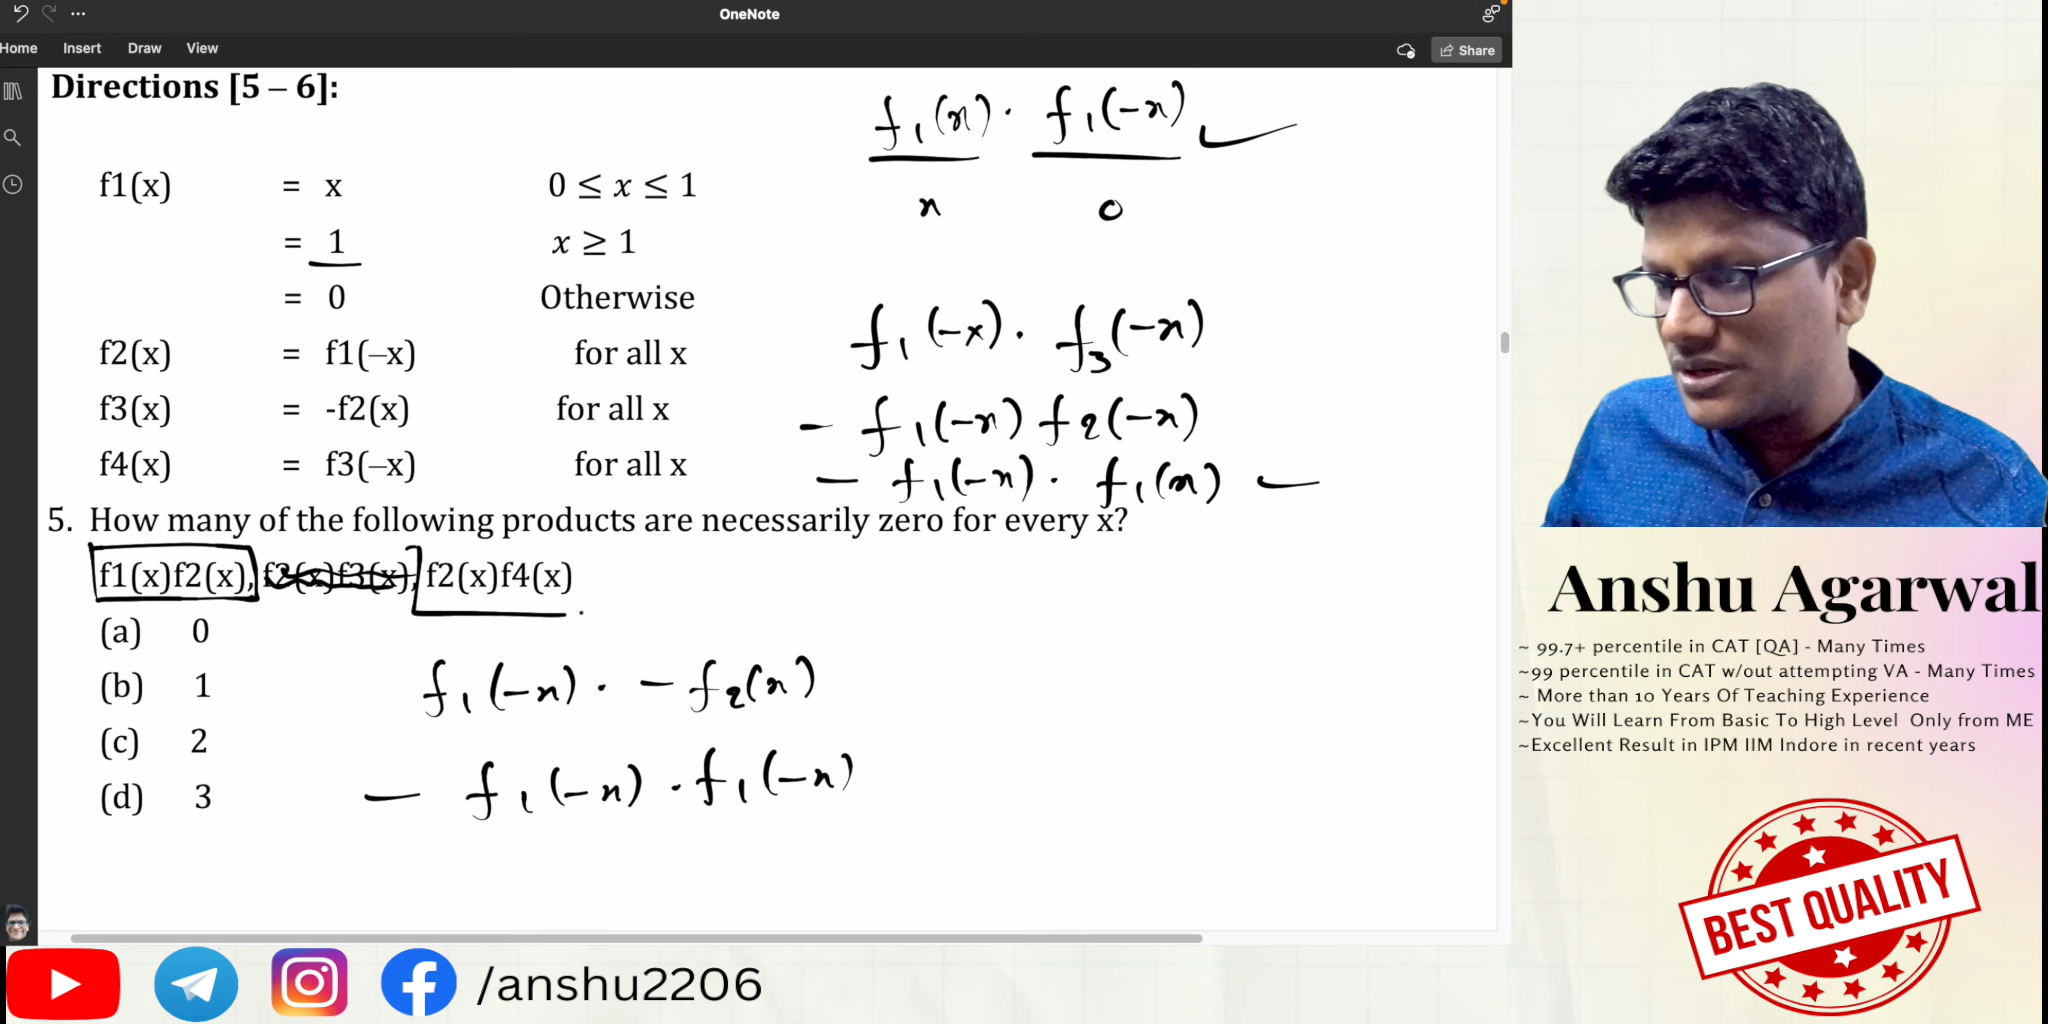 OneNote
Home Insert Draw View
Share
Directions [5 – 6]:
f1(x) = x 0 ≤ x ≤ 1
= 1 x ≥ 1
= 0 Otherwise
f2(x) = f1(–x) for all x
f3(x) = -f2(x) for all x
f4(x) = f3(–x) for all x
f₁(x) · f₁(-x)
x 0
f₁(-x) · f₃(-x)
- f₁(-x) f₂(-x)
- f₁(-x) · f₁(x)
5. How many of the following products are necessarily zero for every x?
f1(x)f2(x), f2(x)f3(x), f2(x)f4(x)
(a) 0
(b) 1
(c) 2
(d) 3
f₁(-x) · - f₂(x)
- f₁(-x) · f₁(-x)
Anshu Agarwal
~ 99.7+ percentile in CAT [QA] - Many Times
~99 percentile in CAT w/out attempting VA - Many Times
~ More than 10 Years Of Teaching Experience
~You Will Learn From Basic To High Level Only from ME
~Excellent Result in IPM IIM Indore in recent years
BEST QUALITY
/anshu2206